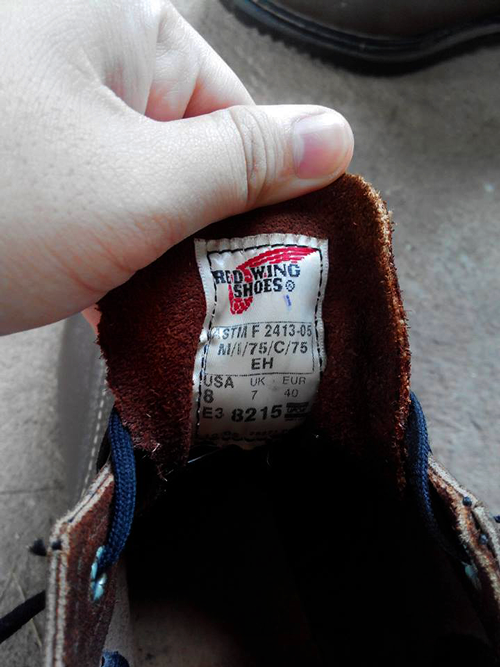 RED WING
SHOES®
ASTM F 2413-05
M/I/75/C/75
EH
USA UK EUR
8 7 40
E3 8215